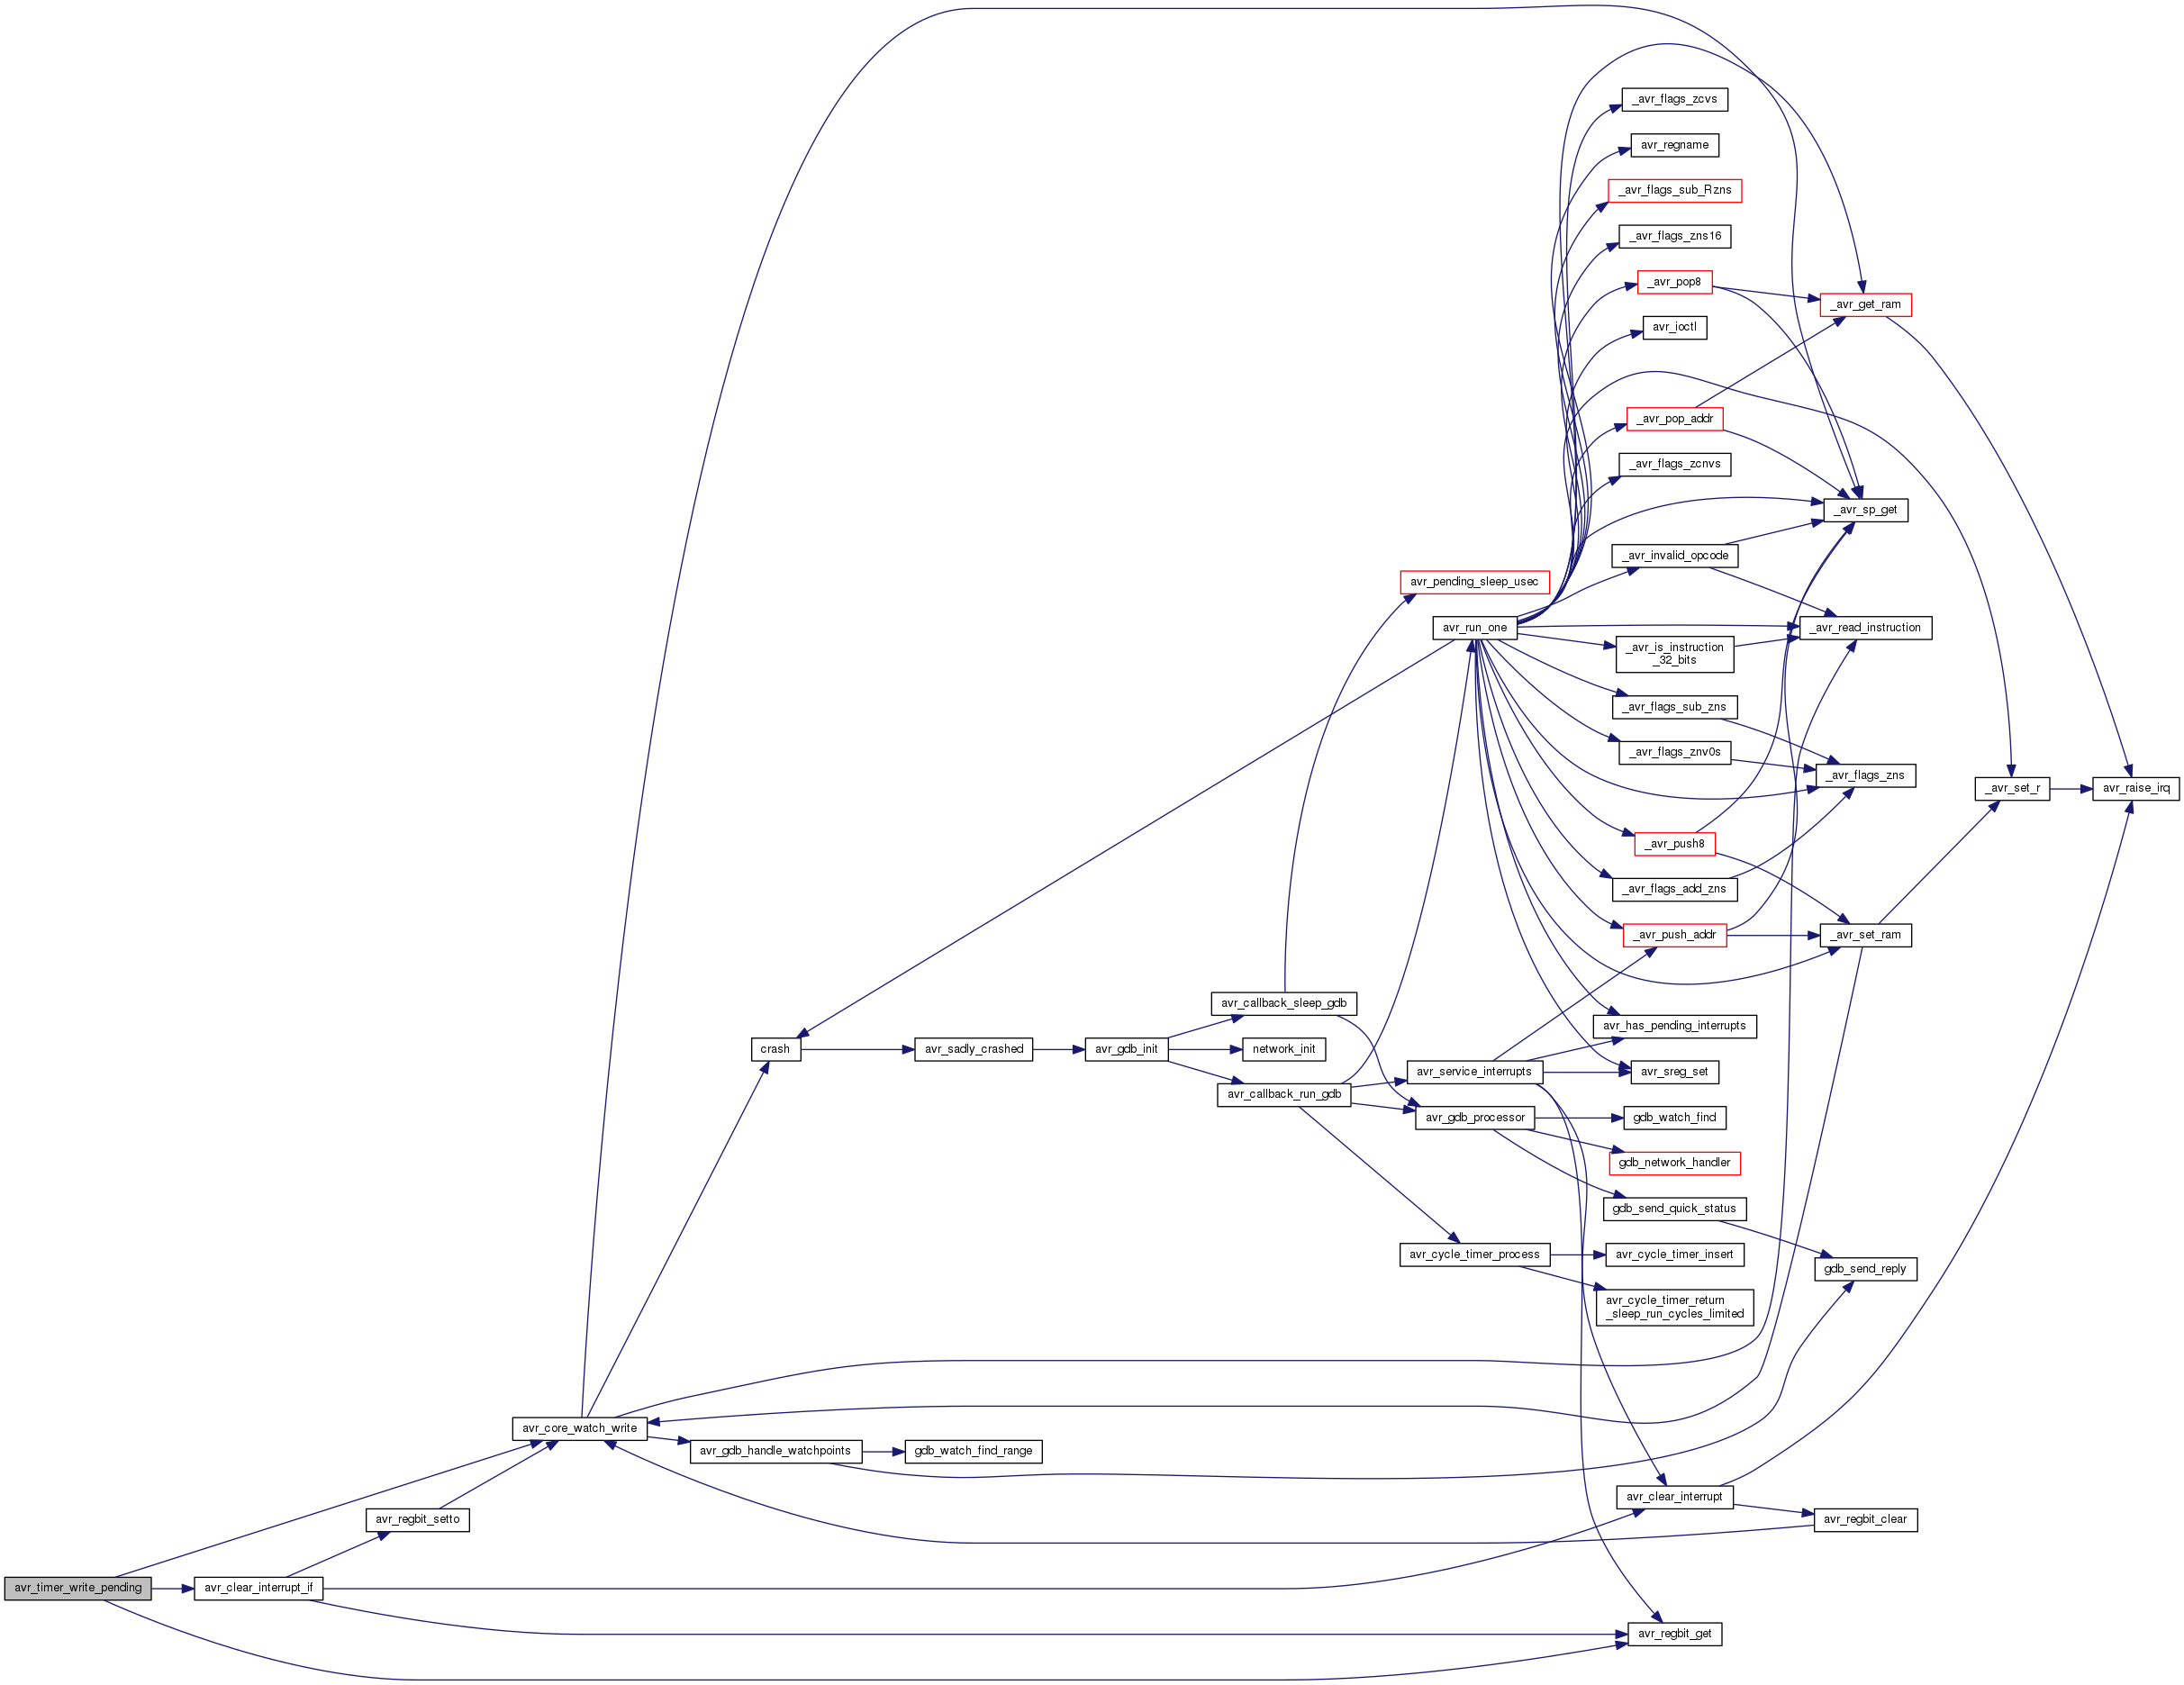 _avr_flags_zcvs
avr_regname
_avr_flags_sub_Rzns
_avr_flags_zns16
_avr_pop8
_avr_get_ram
avr_ioctl
_avr_pop_addr
_avr_flags_zcnvs
_avr_sp_get
_avr_invalid_opcode
avr_pending_sleep_usec
avr_run_one
_avr_read_instruction
_avr_is_instruction
_32_bits
_avr_flags_sub_zns
_avr_flags_znv0s
_avr_flags_zns
_avr_set_r
avr_raise_irq
_avr_push8
_avr_flags_add_zns
_avr_push_addr
_avr_set_ram
avr_callback_sleep_gdb
avr_has_pending_interrupts
crash
avr_sadly_crashed
avr_gdb_init
network_init
avr_service_interrupts
avr_sreg_set
avr_callback_run_gdb
avr_gdb_processor
gdb_watch_find
gdb_network_handler
gdb_send_quick_status
avr_cycle_timer_process
avr_cycle_timer_insert
gdb_send_reply
avr_cycle_timer_return
_sleep_run_cycles_limited
avr_core_watch_write
avr_gdb_handle_watchpoints
gdb_watch_find_range
avr_clear_interrupt
avr_regbit_setto
avr_regbit_clear
avr_timer_write_pending
avr_clear_interrupt_if
avr_regbit_get